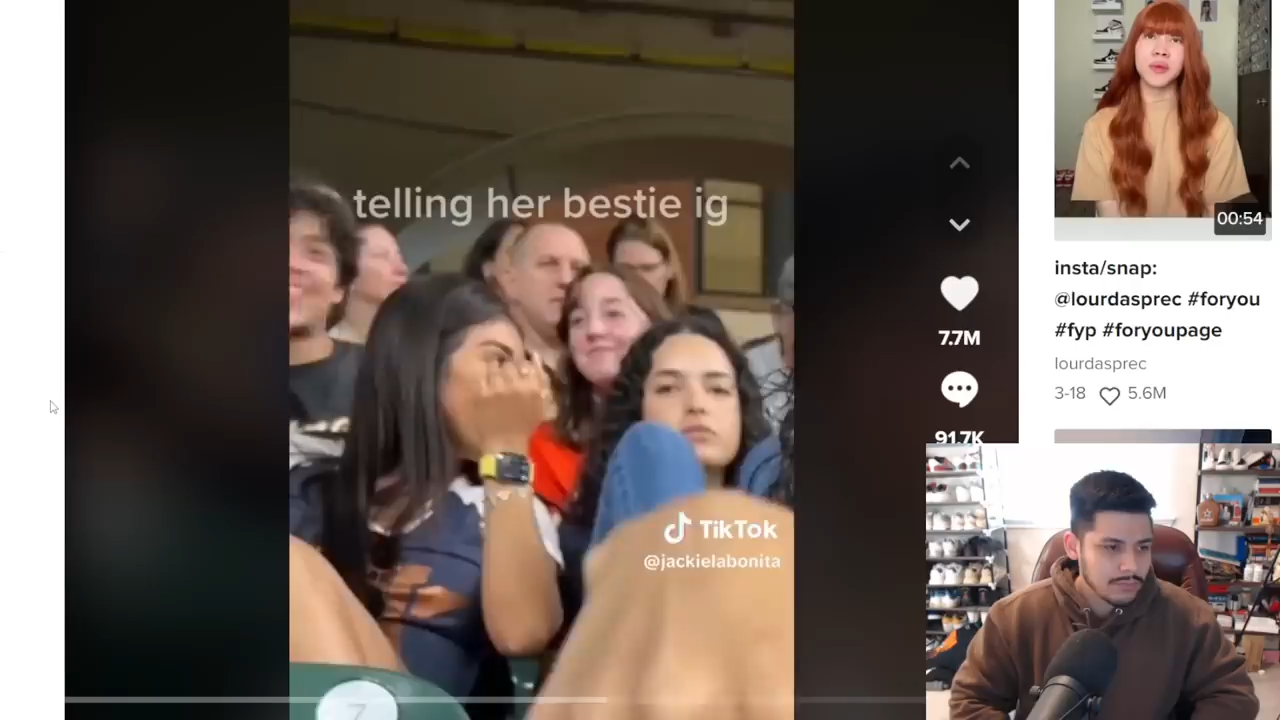 telling her bestie ig
TikTok
@jackielabonita
7.7M
91.7K
00:54
insta/snap:
@lourdasprec #foryou
#fyp #foryoupage
lourdasprec
3-18 5.6M
7